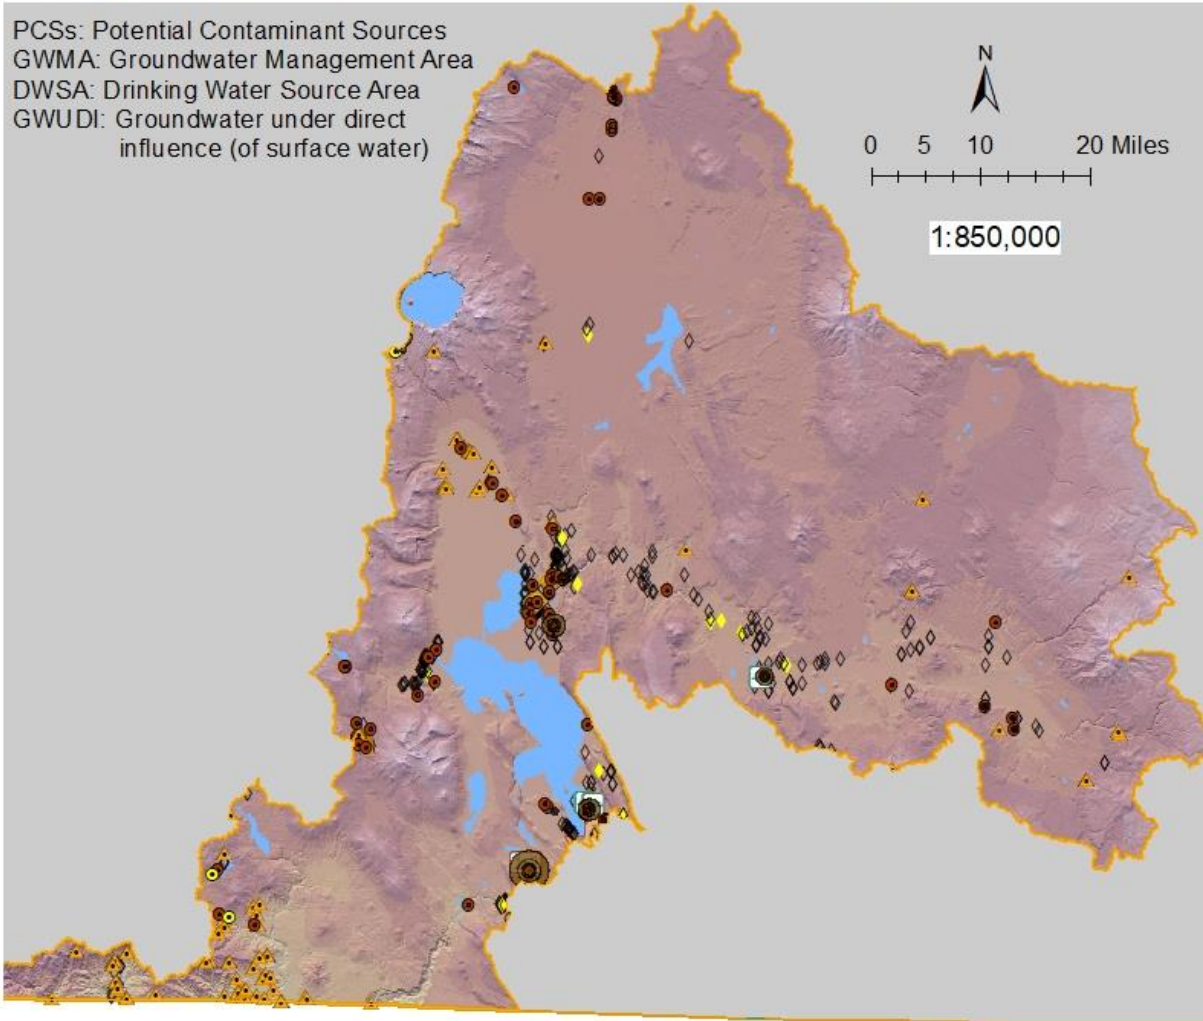 PCSs: Potential Contaminant Sources
GWMA: Groundwater Management Area
DWSA: Drinking Water Source Area
GWUDI: Groundwater under direct
influence (of surface water)
N
0 5 10 20 Miles
1:850,000